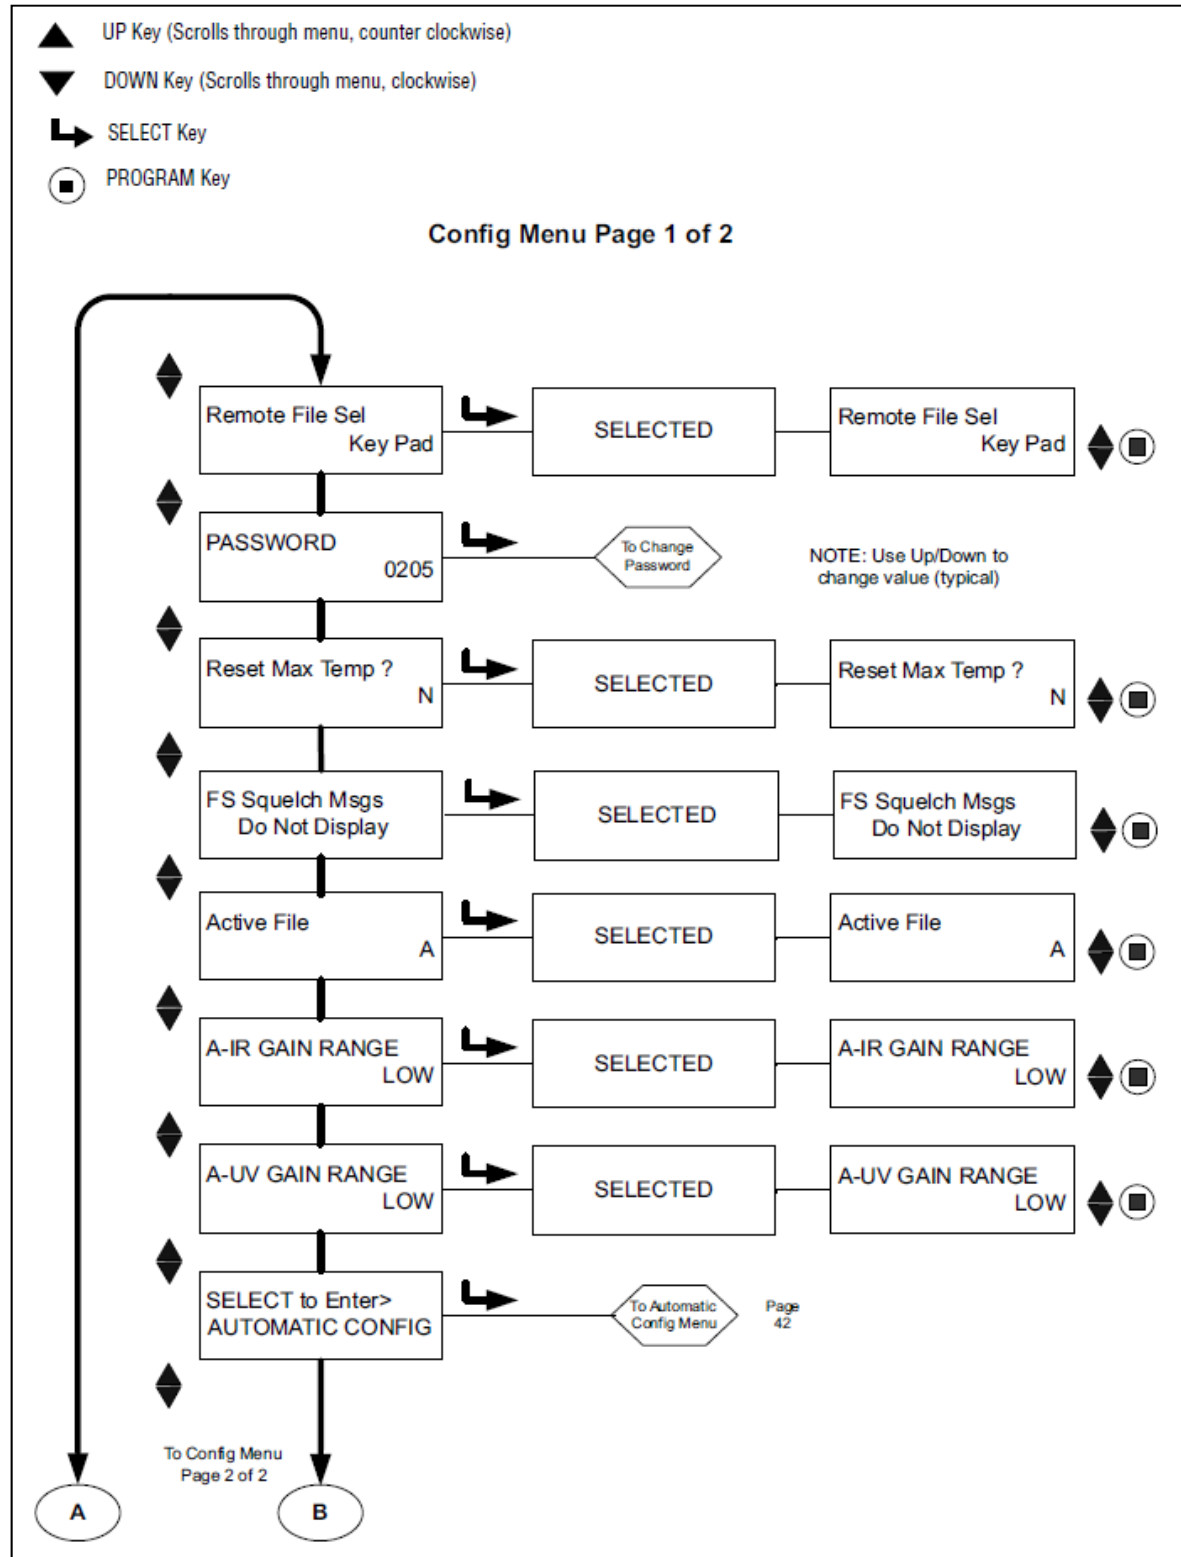 UP Key (Scrolls through menu, counter clockwise)
DOWN Key (Scrolls through menu, clockwise)
SELECT Key
PROGRAM Key
Config Menu Page 1 of 2
Remote File Sel
Key Pad
SELECTED
Remote File Sel
Key Pad
PASSWORD
0205
To Change
Password
NOTE: Use Up/Down to
change value (typical)
Reset Max Temp ?
N
SELECTED
Reset Max Temp ?
N
FS Squelch Msgs
Do Not Display
SELECTED
FS Squelch Msgs
Do Not Display
Active File
A
SELECTED
Active File
A
A-IR GAIN RANGE
LOW
SELECTED
A-IR GAIN RANGE
LOW
A-UV GAIN RANGE
LOW
SELECTED
A-UV GAIN RANGE
LOW
SELECT to Enter>
AUTOMATIC CONFIG
To Automatic
Config Menu
Page
42
To Config Menu
Page 2 of 2
A
B